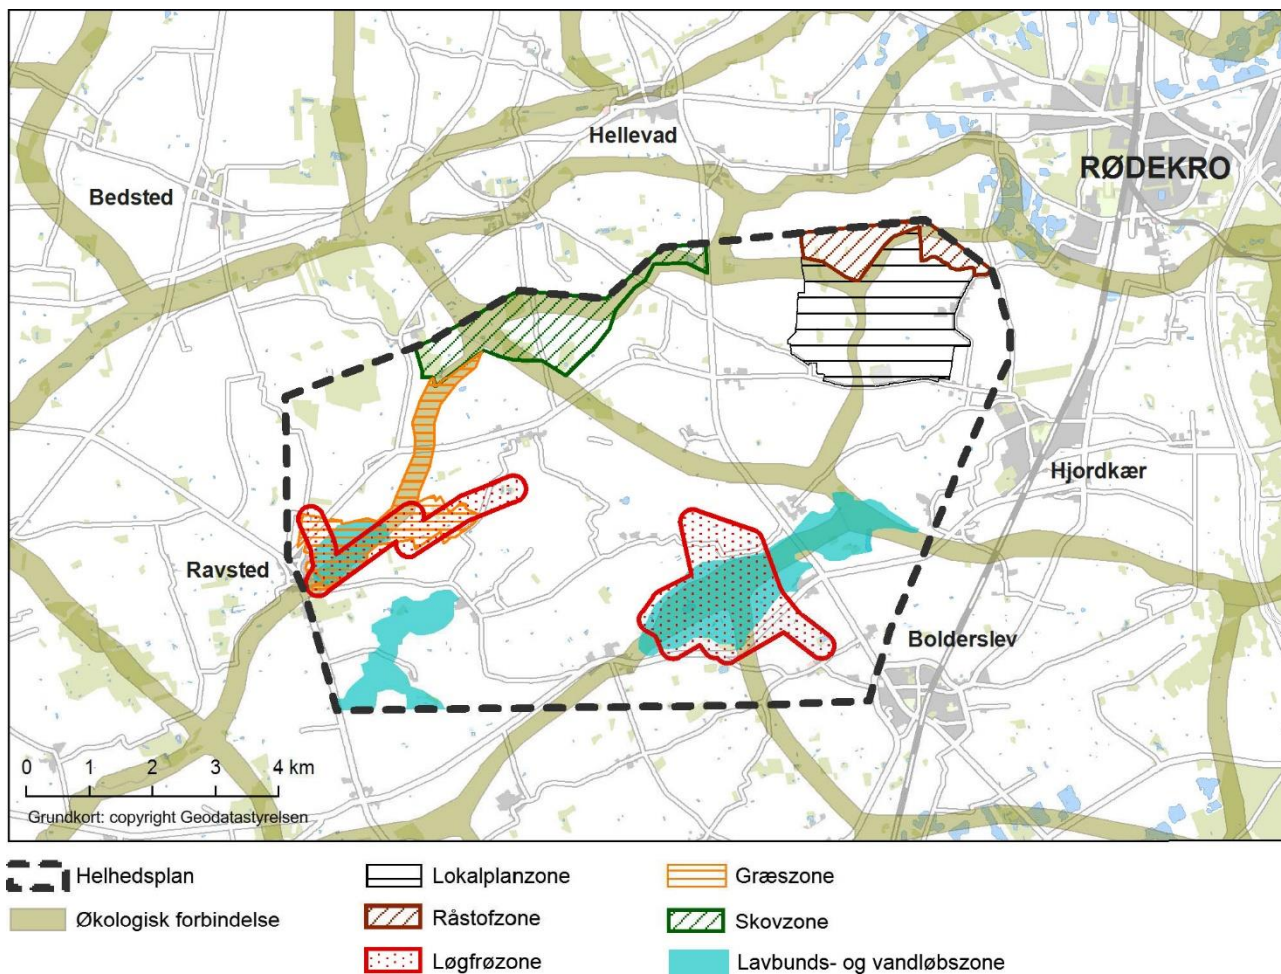 Hellevad
RØDEKRO
Bedsted
Hjordkær
Ravsted
Bolderslev
0 1 2 3 4 km
Grundkort: copyright Geodatastyrelsen
Helhedsplan
Økologisk forbindelse
Lokalplanzone
Råstofzone
Løgfrøzone
Græszone
Skovzone
Lavbunds- og vandløbszone